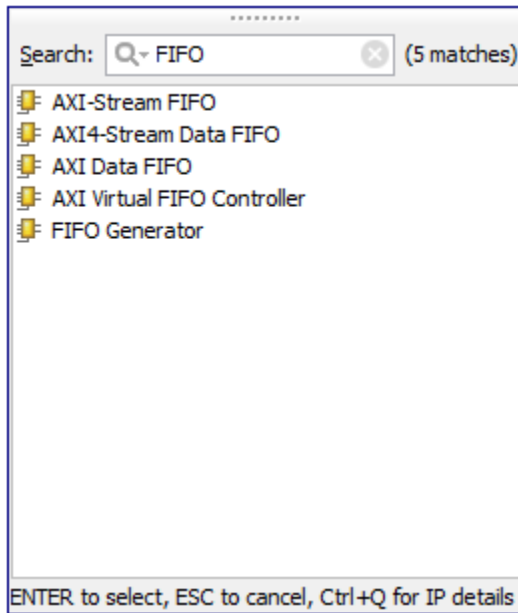 Search: FIFO (5 matches)
AXI-Stream FIFO
AXI4-Stream Data FIFO
AXI Data FIFO
AXI Virtual FIFO Controller
FIFO Generator
ENTER to select, ESC to cancel, Ctrl+Q for IP details